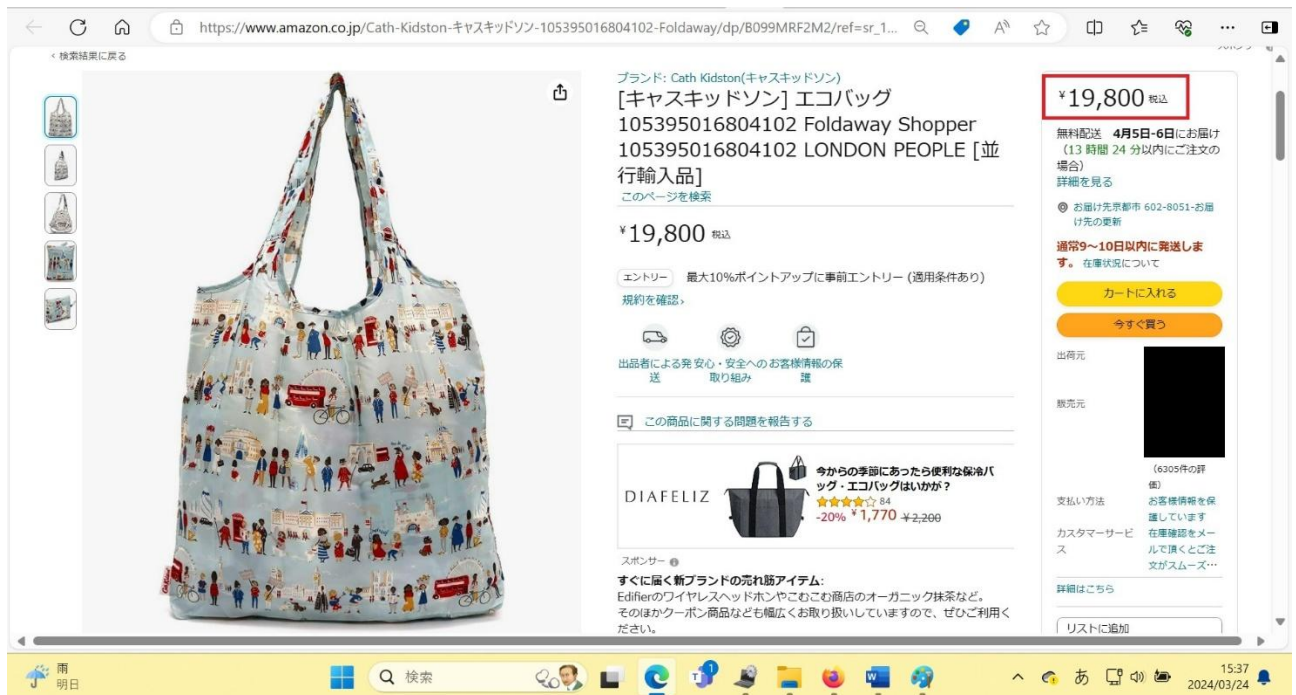 https://www.amazon.co.jp/Cath-Kidston-キャスキッドソン-105395016804102-Foldaway/dp/B099MRF2M2/ref=sr_1...
‹ 検索結果に戻る
ブランド: Cath Kidston(キャスキッドソン)
[キャスキッドソン] エコバッグ
105395016804102 Foldaway Shopper
105395016804102 LONDON PEOPLE [並
行輸入品]
このページを検索
¥19,800 税込
エントリー 最大10%ポイントアップに事前エントリー (適用条件あり)
規約を確認›
出品者による発
送
安心・安全への
取り組み
お客様情報の保
護
この商品に関する問題を報告する
DIAFELIZ
今からの季節にあったら便利な保冷バ
ッグ・エコバッグはいかが？
84
-20% ¥1,770 ¥2,200
スポンサー
すぐに届く新ブランドの売れ筋アイテム:
Edifierのワイヤレスヘッドホンやこむこむ商店のオーガニック抹茶など。
そのほかクーポン商品なども幅広くお取り扱いしていますので、ぜひご利用く
ださい。
¥19,800 税込
無料配送 4月5日-6日にお届け
（13 時間 24 分以内にご注文の
場合）
詳細を見る
お届け先京都市 602-8051-お届
け先の更新
通常9～10日以内に発送しま
す。 在庫状況について
カートに入れる
今すぐ買う
出荷元
販売元
（6305件の評
価）
支払い方法
お客様情報を保
護しています
カスタマーサービ
ス
在庫確認をメー
ルで頂くとご注
文がスムーズ…
詳細はこちら
リストに追加
雨
明日
検索
あ
15:37
2024/03/24